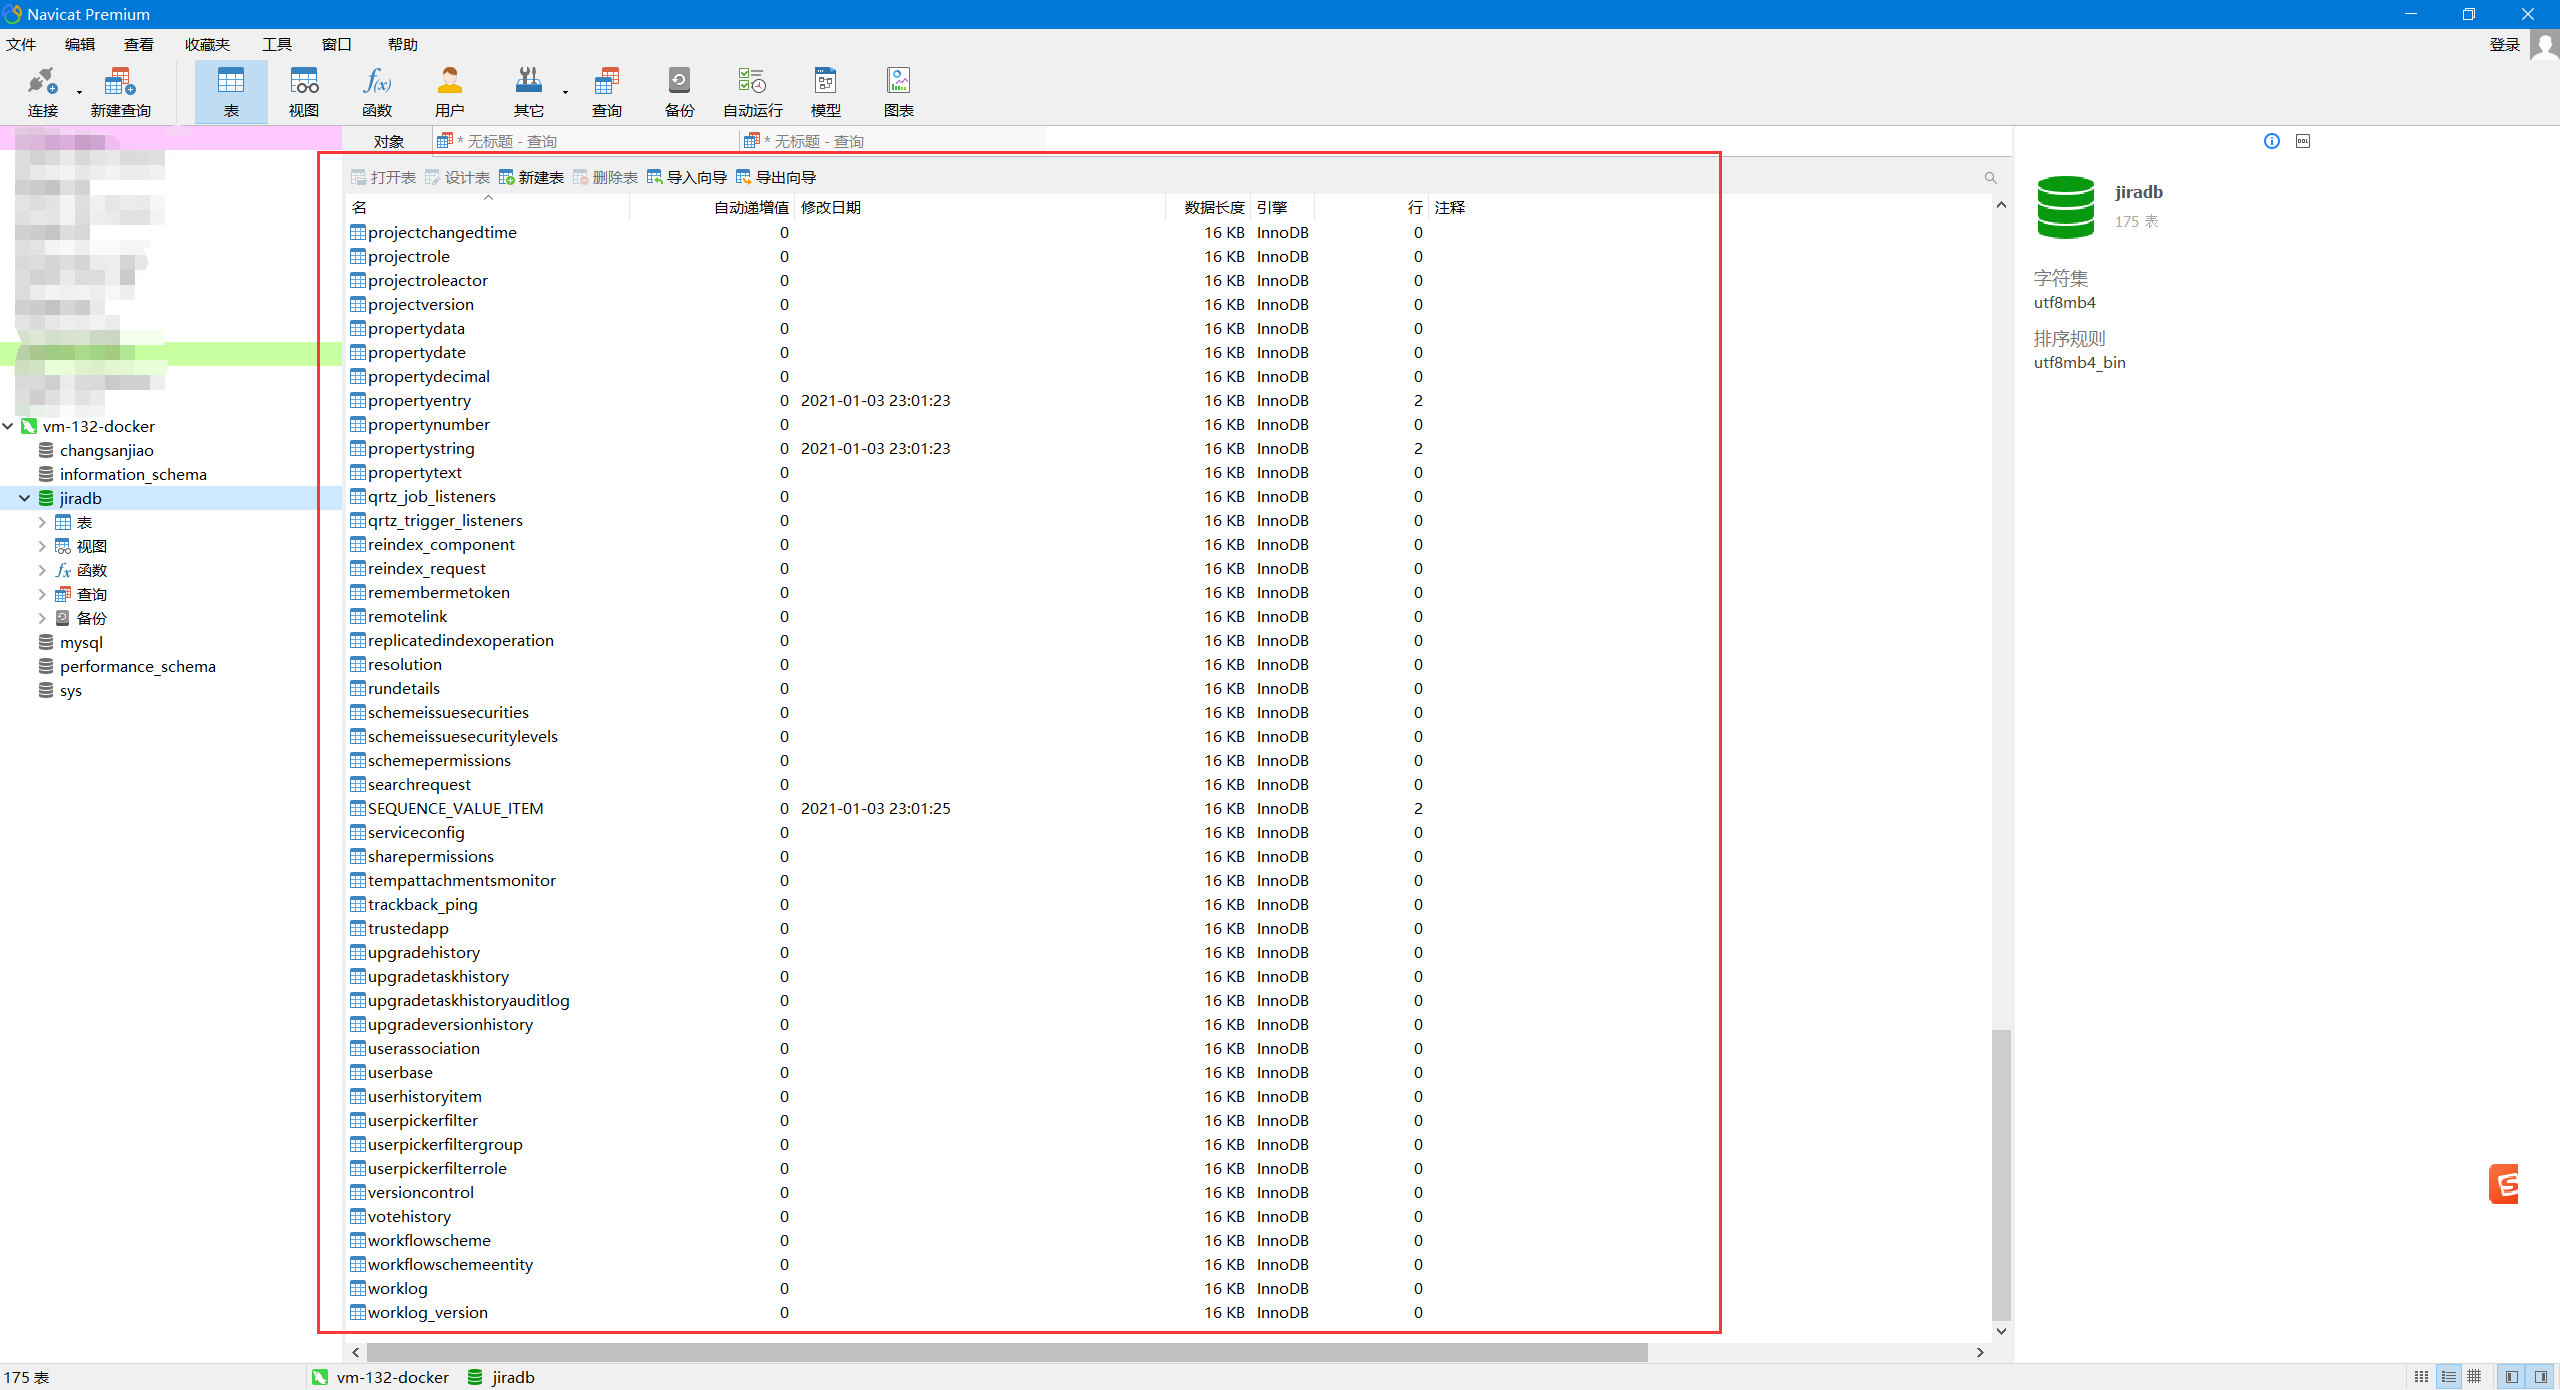 Navicat Premium
文件 编辑 查看 收藏夹 工具 窗口 帮助 登录
连接 新建查询 表 视图 函数 用户 其它 查询 备份 自动运行 模型 图表
对象 * 无标题 - 查询 * 无标题 - 查询
打开表 设计表 新建表 删除表 导入向导 导出向导
名 自动递增值 修改日期 数据长度 引擎 行 注释
projectchangedtime 0 16 KB InnoDB 0
projectrole 0 16 KB InnoDB 0
projectroleactor 0 16 KB InnoDB 0
projectversion 0 16 KB InnoDB 0
propertydata 0 16 KB InnoDB 0
propertydate 0 16 KB InnoDB 0
propertydecimal 0 16 KB InnoDB 0
propertyentry 0 2021-01-03 23:01:23 16 KB InnoDB 2
propertynumber 0 16 KB InnoDB 0
propertystring 0 2021-01-03 23:01:23 16 KB InnoDB 2
propertytext 0 16 KB InnoDB 0
qrtz_job_listeners 0 16 KB InnoDB 0
qrtz_trigger_listeners 0 16 KB InnoDB 0
reindex_component 0 16 KB InnoDB 0
reindex_request 0 16 KB InnoDB 0
remembermetoken 0 16 KB InnoDB 0
remotelink 0 16 KB InnoDB 0
replicatedindexoperation 0 16 KB InnoDB 0
resolution 0 16 KB InnoDB 0
rundetails 0 16 KB InnoDB 0
schemeissuesecurities 0 16 KB InnoDB 0
schemeissuesecuritylevels 0 16 KB InnoDB 0
schemepermissions 0 16 KB InnoDB 0
searchrequest 0 16 KB InnoDB 0
SEQUENCE_VALUE_ITEM 0 2021-01-03 23:01:25 16 KB InnoDB 2
serviceconfig 0 16 KB InnoDB 0
sharepermissions 0 16 KB InnoDB 0
tempattachmentsmonitor 0 16 KB InnoDB 0
trackback_ping 0 16 KB InnoDB 0
trustedapp 0 16 KB InnoDB 0
upgradehistory 0 16 KB InnoDB 0
upgradetaskhistory 0 16 KB InnoDB 0
upgradetaskhistoryauditlog 0 16 KB InnoDB 0
upgradeversionhistory 0 16 KB InnoDB 0
userassociation 0 16 KB InnoDB 0
userbase 0 16 KB InnoDB 0
userhistoryitem 0 16 KB InnoDB 0
userpickerfilter 0 16 KB InnoDB 0
userpickerfiltergroup 0 16 KB InnoDB 0
userpickerfilterrole 0 16 KB InnoDB 0
versioncontrol 0 16 KB InnoDB 0
votehistory 0 16 KB InnoDB 0
workflowscheme 0 16 KB InnoDB 0
workflowschemeentity 0 16 KB InnoDB 0
worklog 0 16 KB InnoDB 0
worklog_version 0 16 KB InnoDB 0
vm-132-docker
changsanjiao
information_schema
jiradb
表
视图
函数
查询
备份
mysql
performance_schema
sys
jiradb
175 表
字符集
utf8mb4
排序规则
utf8mb4_bin
175 表 vm-132-docker jiradb